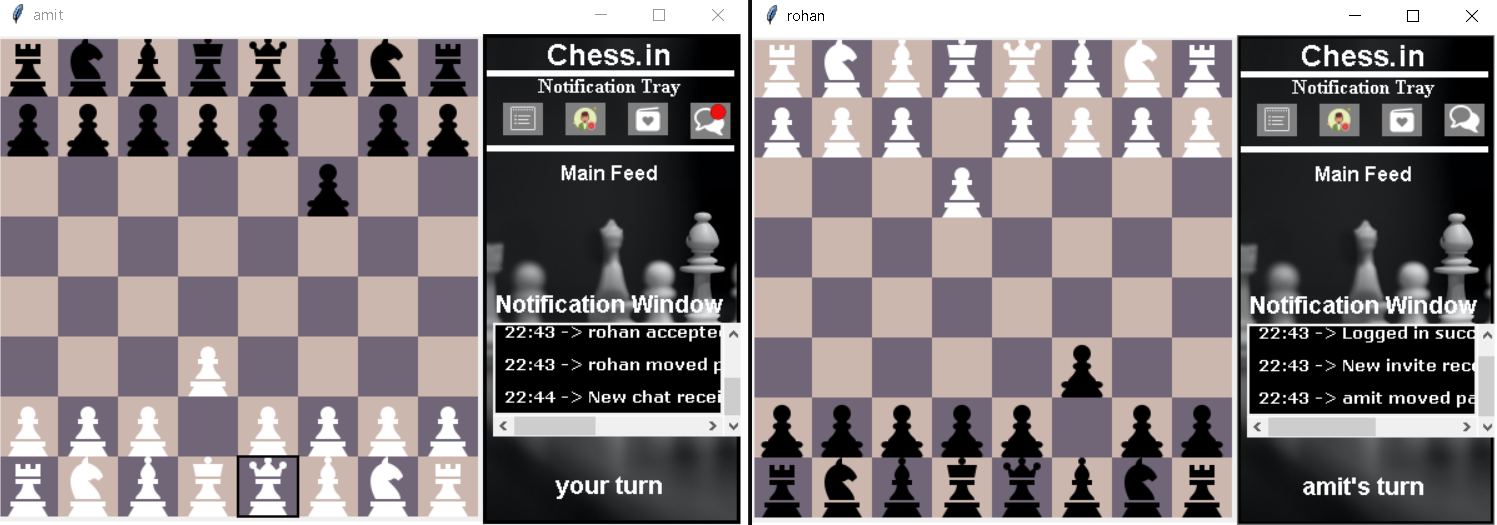 amit
Chess.in
Notification Tray
Main Feed
Notification Window
22:43 -> rohan accepted
22:43 -> rohan moved p
22:44 -> New chat recei
your turn
rohan
Chess.in
Notification Tray
Main Feed
Notification Window
22:43 -> Logged in succ
22:43 -> New invite rece
22:43 -> amit moved pa
amit's turn